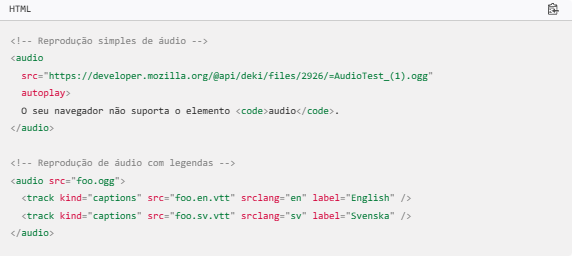 HTML
<!-- Reprodução simples de áudio -->
<audio
  src="https://developer.mozilla.org/@api/deki/files/2926/=AudioTest_(1).ogg"
  autoplay>
  O seu navegador não suporta o elemento <code>audio</code>.
</audio>

<!-- Reprodução de áudio com legendas -->
<audio src="foo.ogg">
  <track kind="captions" src="foo.en.vtt" srclang="en" label="English" />
  <track kind="captions" src="foo.sv.vtt" srclang="sv" label="Svenska" />
</audio>